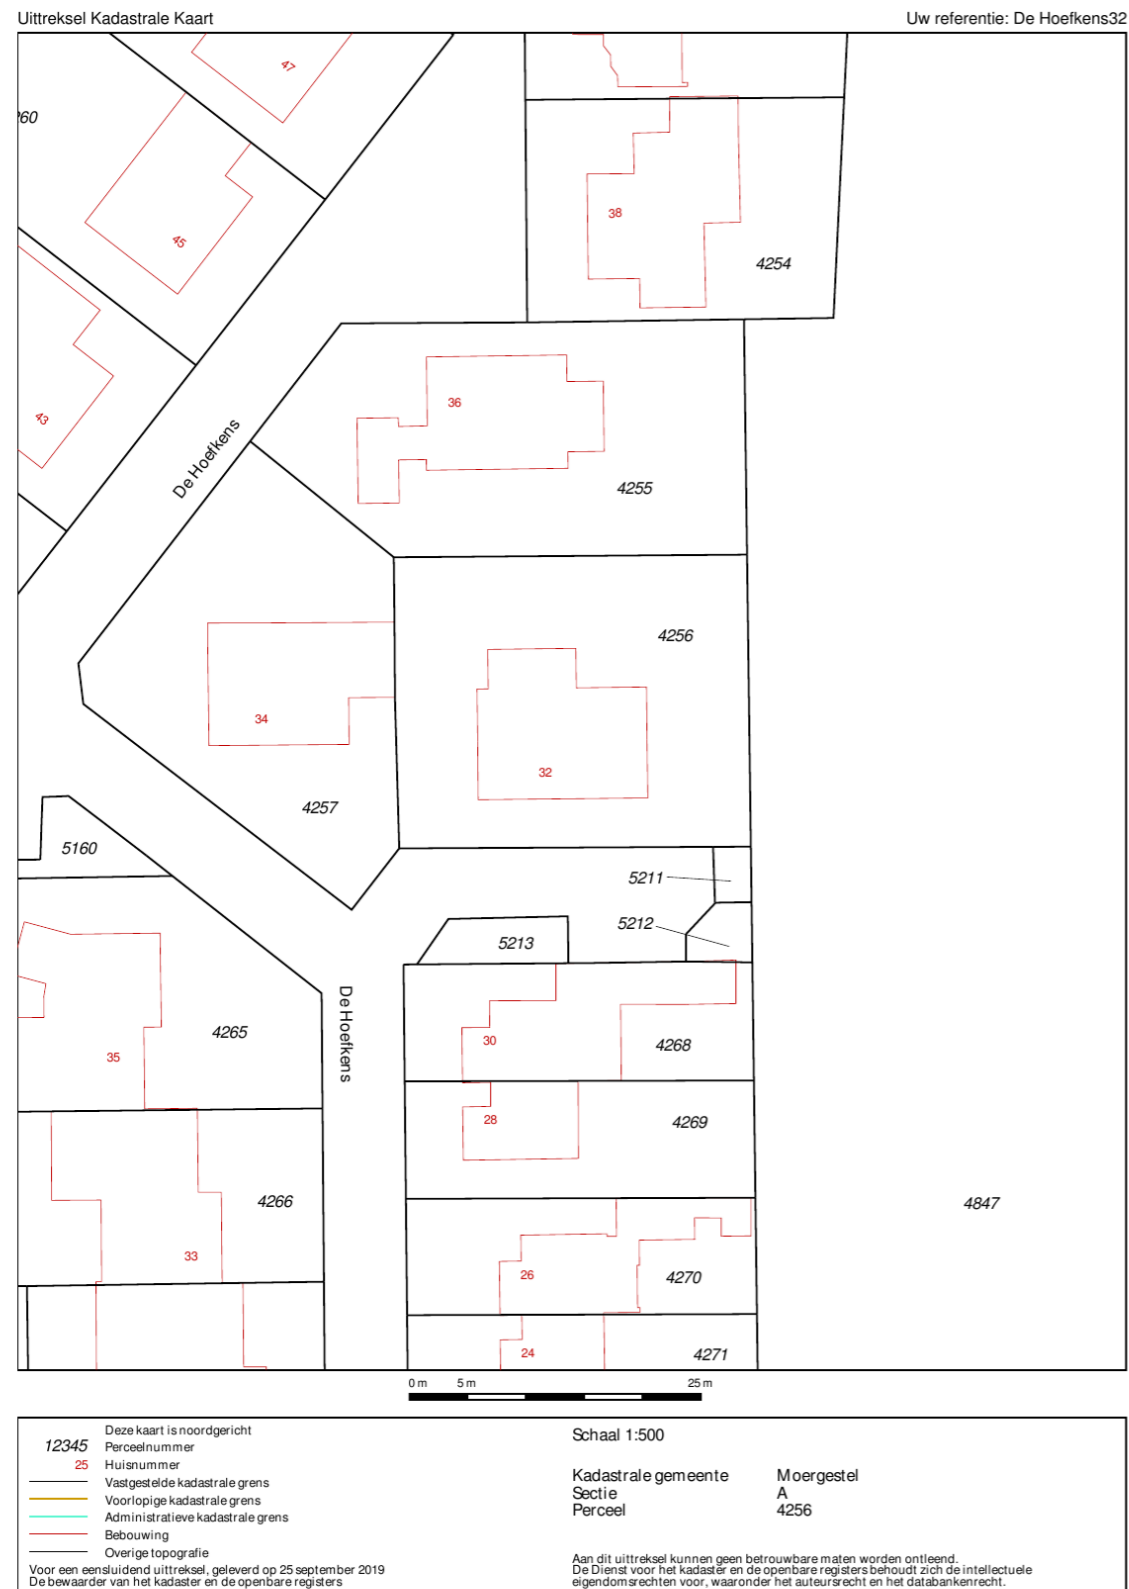 Uittreksel Kadastrale Kaart
Uw referentie: De Hoefkens32
47
60
45
38
4254
43
36
De Hoefkens
4255
4256
34
32
4257
5160
5211
5212
5213
De Hoefkens
4265
35
30
4268
28
4269
4266
33
4847
26
4270
24
4271
0 m 5 m 25 m
Deze kaart is noordgericht
12345 Perceelnummer
25 Huisnummer
Vastgestelde kadastrale grens
Voorlopige kadastrale grens
Administratieve kadastrale grens
Bebouwing
Overige topografie
Voor een eensluidend uittreksel, geleverd op 25 september 2019
De bewaarder van het kadaster en de openbare registers
Schaal 1:500
Kadastrale gemeente Moergestel
Sectie A
Perceel 4256
Aan dit uittreksel kunnen geen betrouwbare maten worden ontleend.
De Dienst voor het kadaster en de openbare registers behoudt zich de intellectuele
eigendomsrechten voor, waaronder het auteursrecht en het databankenrecht.